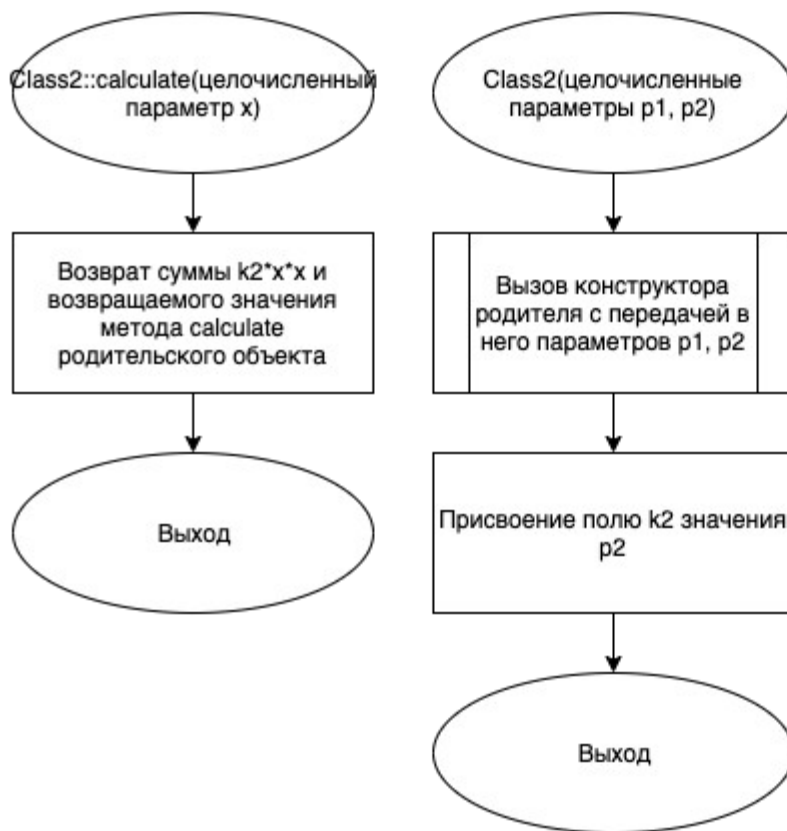 Class2::calculate(целочисленный
параметр x)
Возврат суммы k2*x*x и
возвращаемого значения
метода calculate
родительского объекта
Выход
Class2(целочисленные
параметры p1, p2)
Вызов конструктора
родителя с передачей в
него параметров p1, p2
Присвоение полю k2 значения
p2
Выход